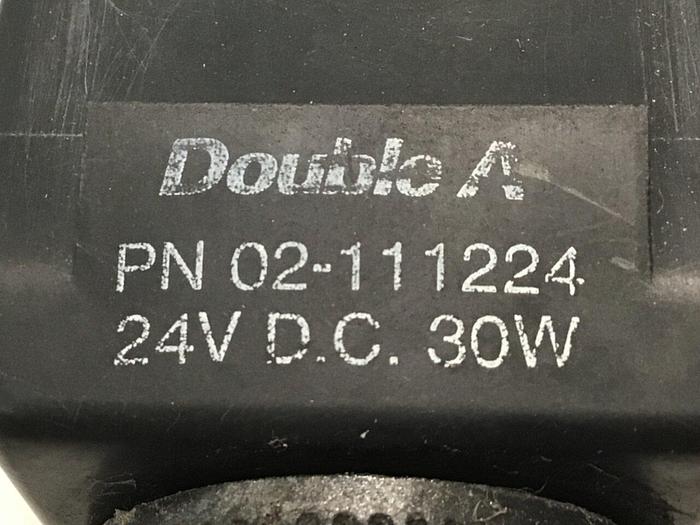 Double A
PN 02-111224
24V D.C. 30W